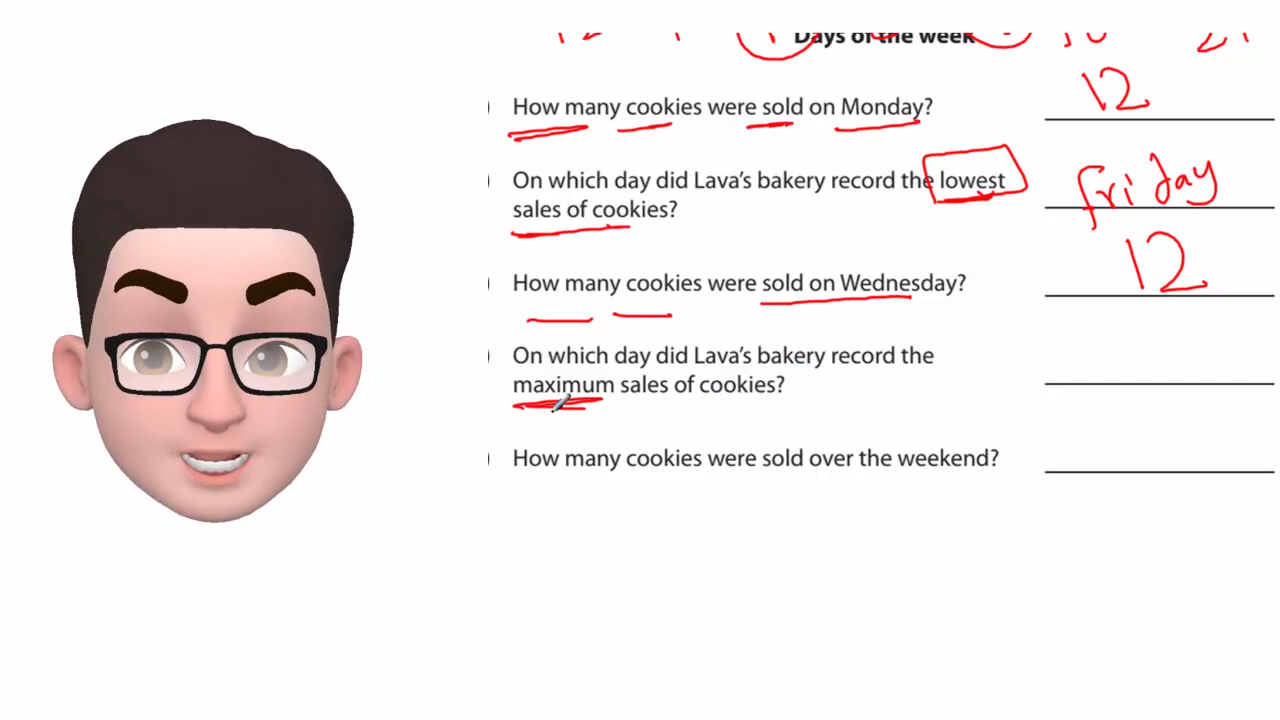 Days of the week
How many cookies were sold on Monday? 12
On which day did Lava's bakery record the lowest
sales of cookies? friday
How many cookies were sold on Wednesday? 12
On which day did Lava's bakery record the
maximum sales of cookies?
How many cookies were sold over the weekend?